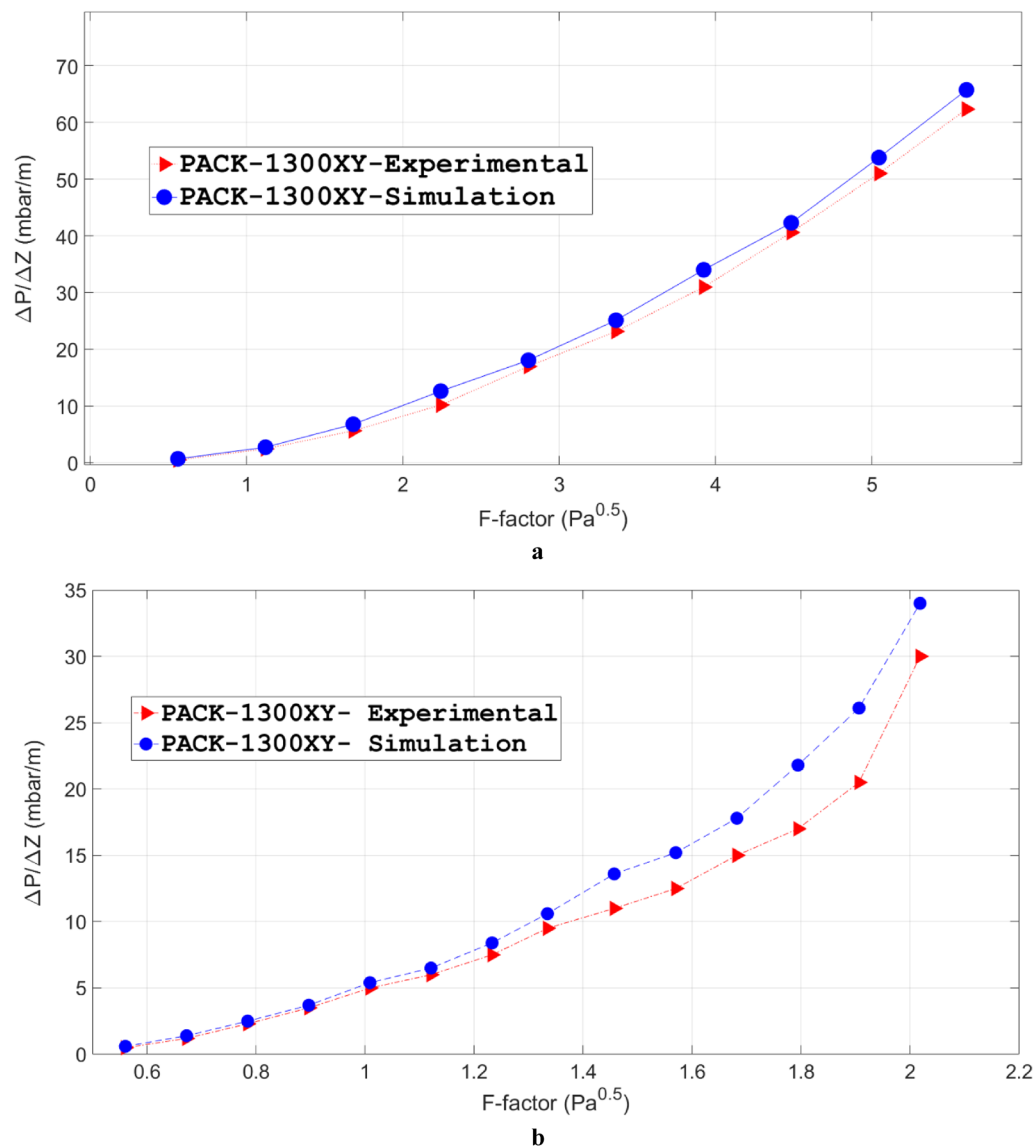 70
60
50
40
30
20
10
0
ΔP/ΔZ (mbar/m)
PACK-1300XY-Experimental
PACK-1300XY-Simulation
0 1 2 3 4 5
F-factor (Pa^0.5)
a
35
30
25
20
15
10
5
0
ΔP/ΔZ (mbar/m)
PACK-1300XY- Experimental
PACK-1300XY- Simulation
0.6 0.8 1 1.2 1.4 1.6 1.8 2 2.2
F-factor (Pa^0.5)
b